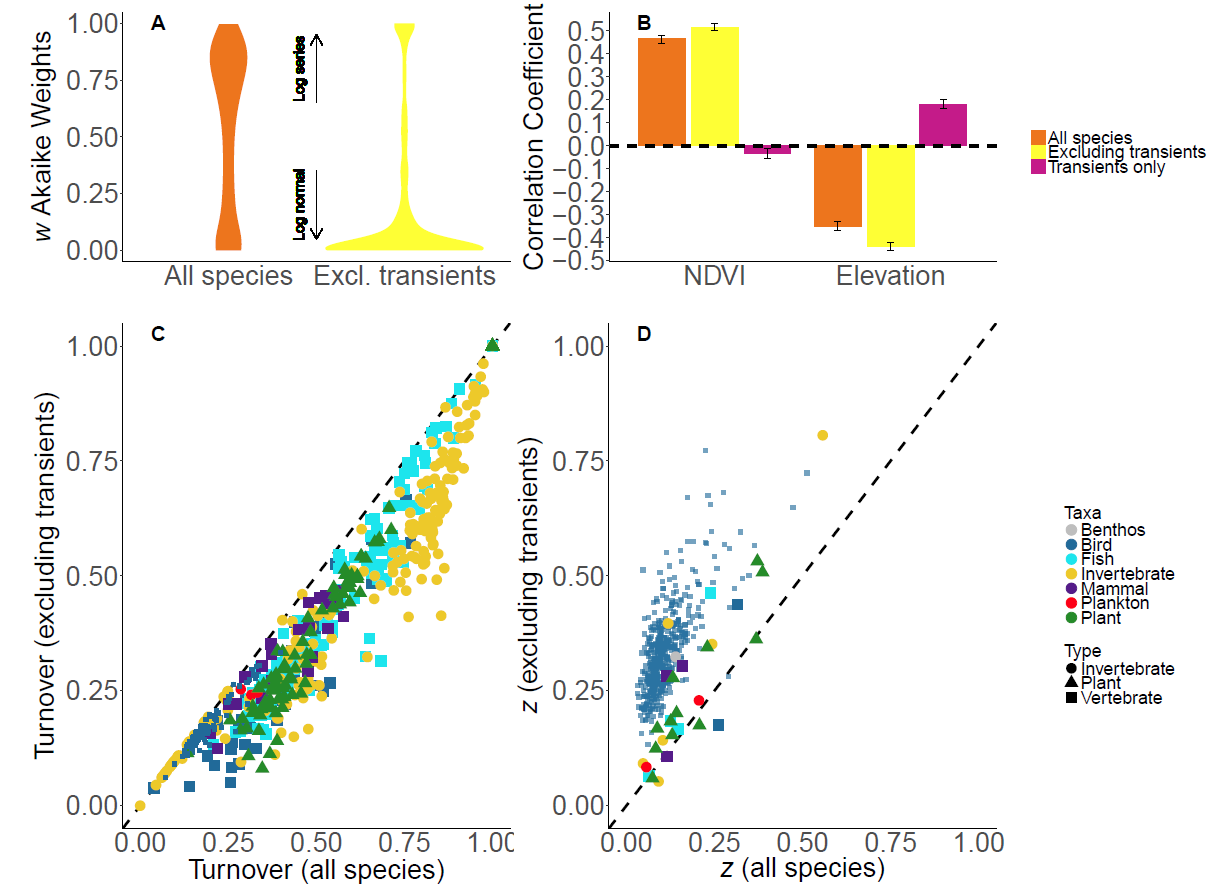 A
w Akaike Weights
1.00
0.75
0.50
0.25
0.00
Log series
Log normal
All species
Excl. transients
B
Correlation Coefficient
0.5
0.4
0.3
0.2
0.1
0.0
−0.1
−0.2
−0.3
−0.4
−0.5
NDVI
Elevation
All species
Excluding transients
Transients only
C
Turnover (excluding transients)
1.00
0.75
0.50
0.25
0.00
0.00
0.25
0.50
0.75
1.00
Turnover (all species)
D
z (excluding transients)
1.00
0.75
0.50
0.25
0.00
0.00
0.25
0.50
0.75
1.00
z (all species)
Taxa
Benthos
Bird
Fish
Invertebrate
Mammal
Plankton
Plant
Type
Invertebrate
Plant
Vertebrate